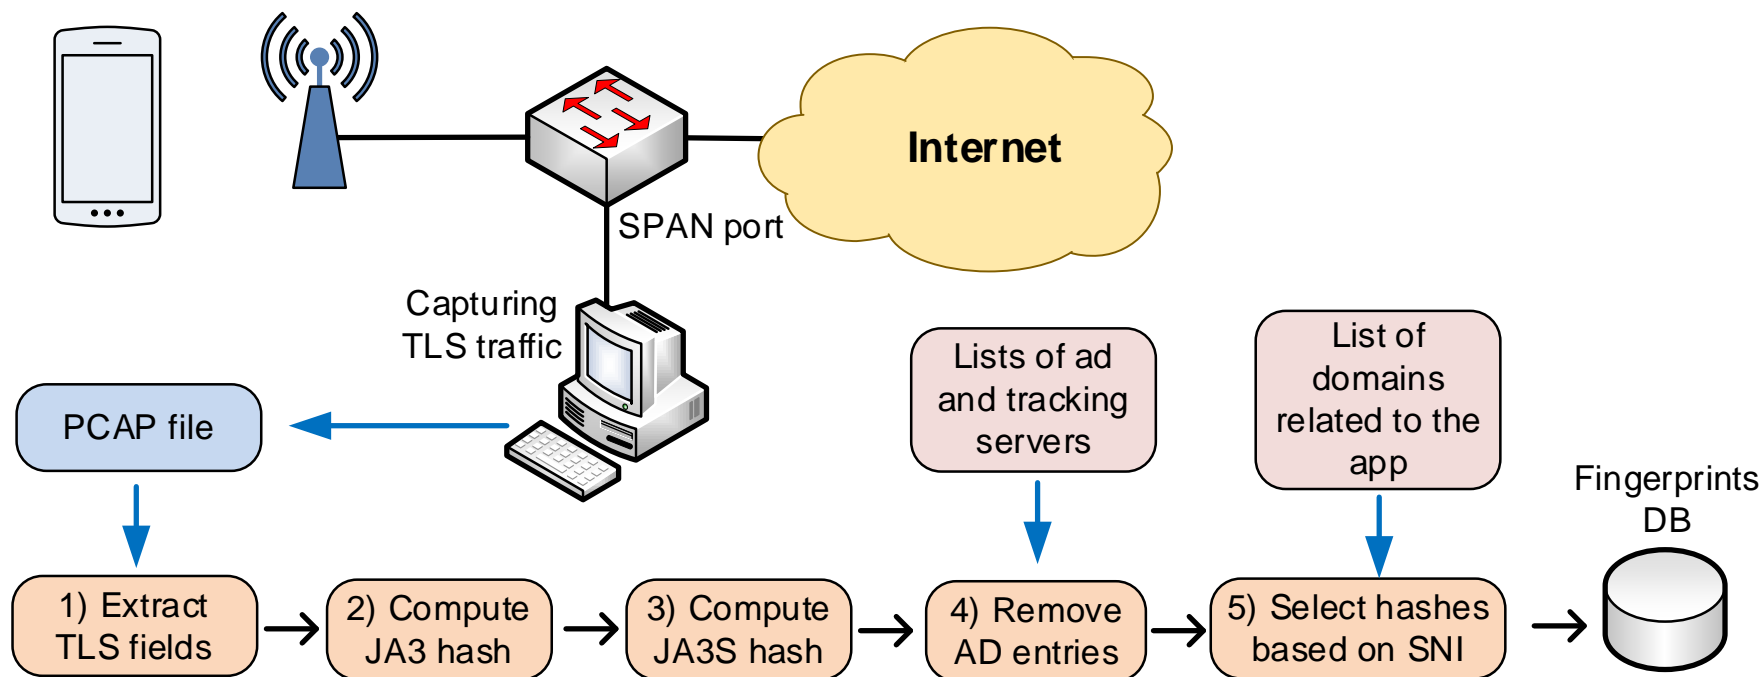 Internet
SPAN port
Capturing
TLS traffic
PCAP file
Lists of ad
and tracking
servers
List of
domains
related to the
app
Fingerprints
DB
1) Extract
TLS fields
2) Compute
JA3 hash
3) Compute
JA3S hash
4) Remove
AD entries
5) Select hashes
based on SNI